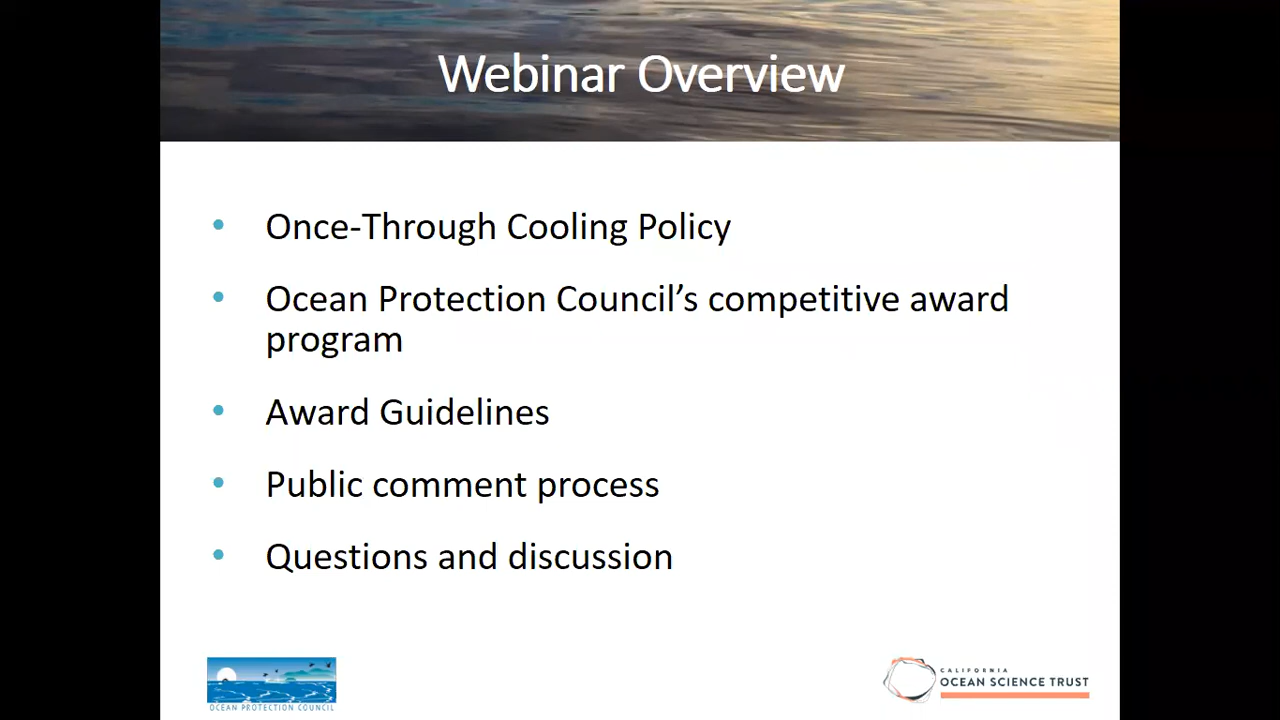 Webinar Overview
• Once-Through Cooling Policy
• Ocean Protection Council’s competitive award
program
• Award Guidelines
• Public comment process
• Questions and discussion
OCEAN PROTECTION COUNCIL
CALIFORNIA
OCEAN SCIENCE TRUST